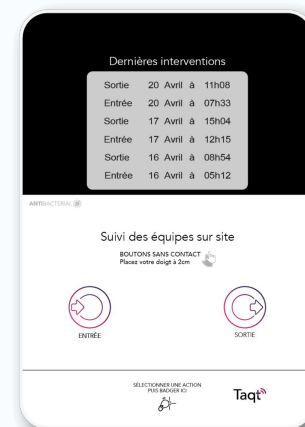 Dernières interventions
Sortie 20 Avril à 11h08
Entrée 20 Avril à 07h33
Sortie 17 Avril à 15h04
Entrée 17 Avril à 12h15
Sortie 16 Avril à 08h54
Entrée 16 Avril à 05h12
ANTIBACTERIAL
Suivi des équipes sur site
BOUTONS SANS CONTACT
Placez votre doigt à 2cm
ENTRÉE SORTIE
SÉLECTIONNER UNE ACTION
PUIS BADGER ICI
Taqt